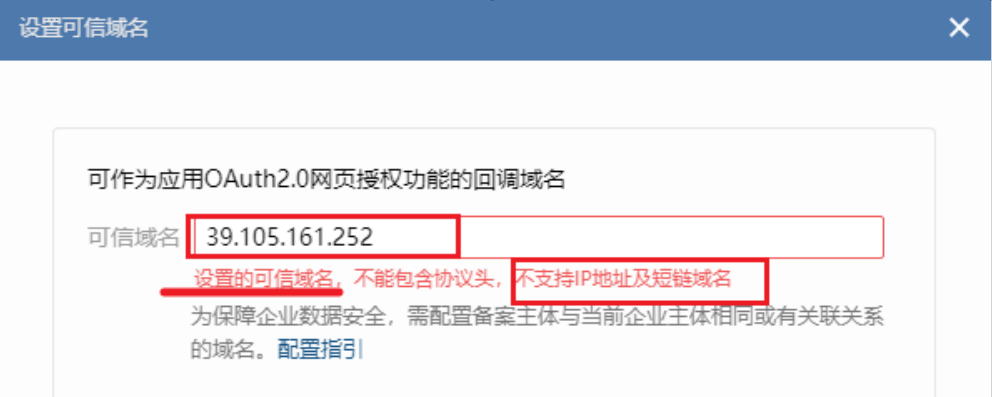 设置可信域名
可作为应用OAuth2.0网页授权功能的回调域名
可信域名 39.105.161.252
设置的可信域名，不能包含协议头，不支持IP地址及短链域名
为保障企业数据安全，需配置备案主体与当前企业主体相同或有关联关系
的域名。配置指引